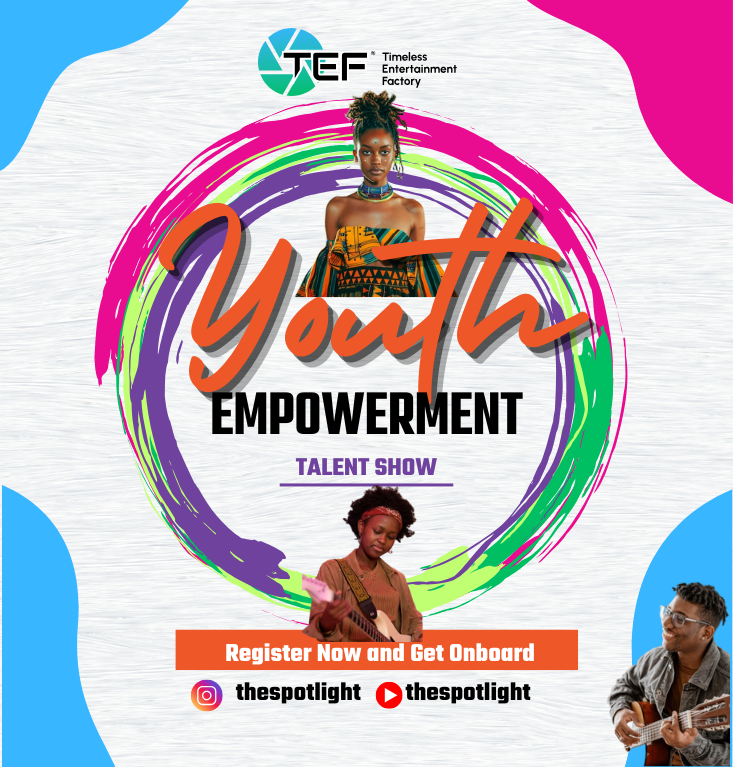 TEF®
Timeless
Entertainment
Factory
Youth
EMPOWERMENT
TALENT SHOW
Register Now and Get Onboard
thespotlight thespotlight